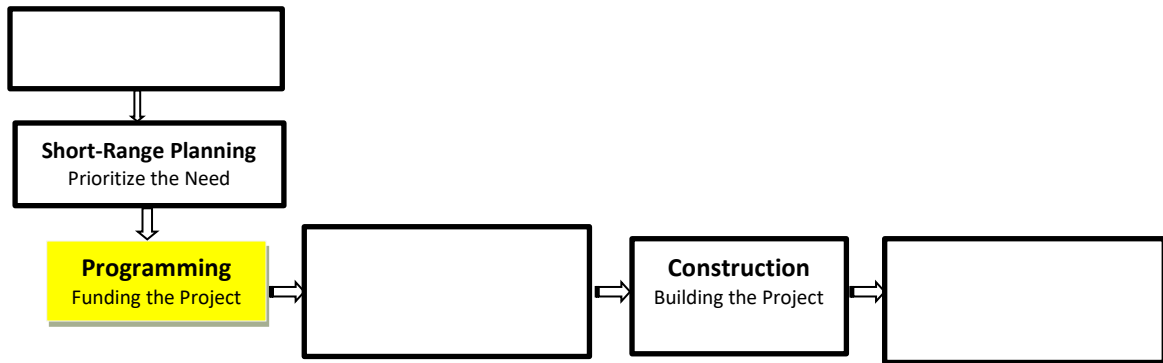 Short-Range Planning
Prioritize the Need
Programming
Funding the Project
Construction
Building the Project